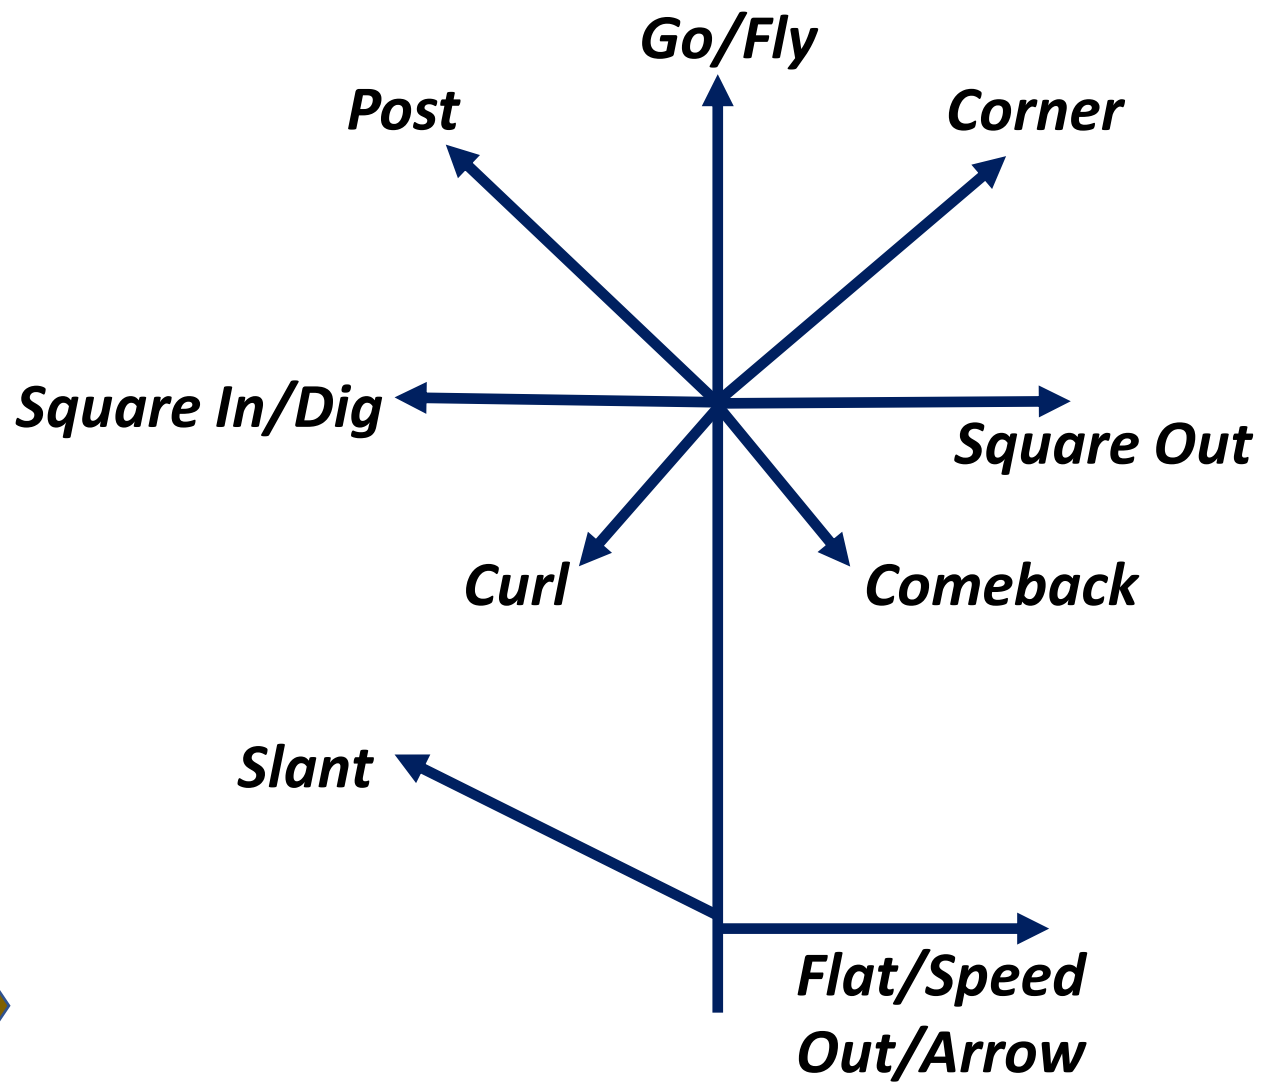 Go/Fly
Post
Corner
Square In/Dig
Square Out
Curl
Comeback
Slant
Flat/Speed
Out/Arrow